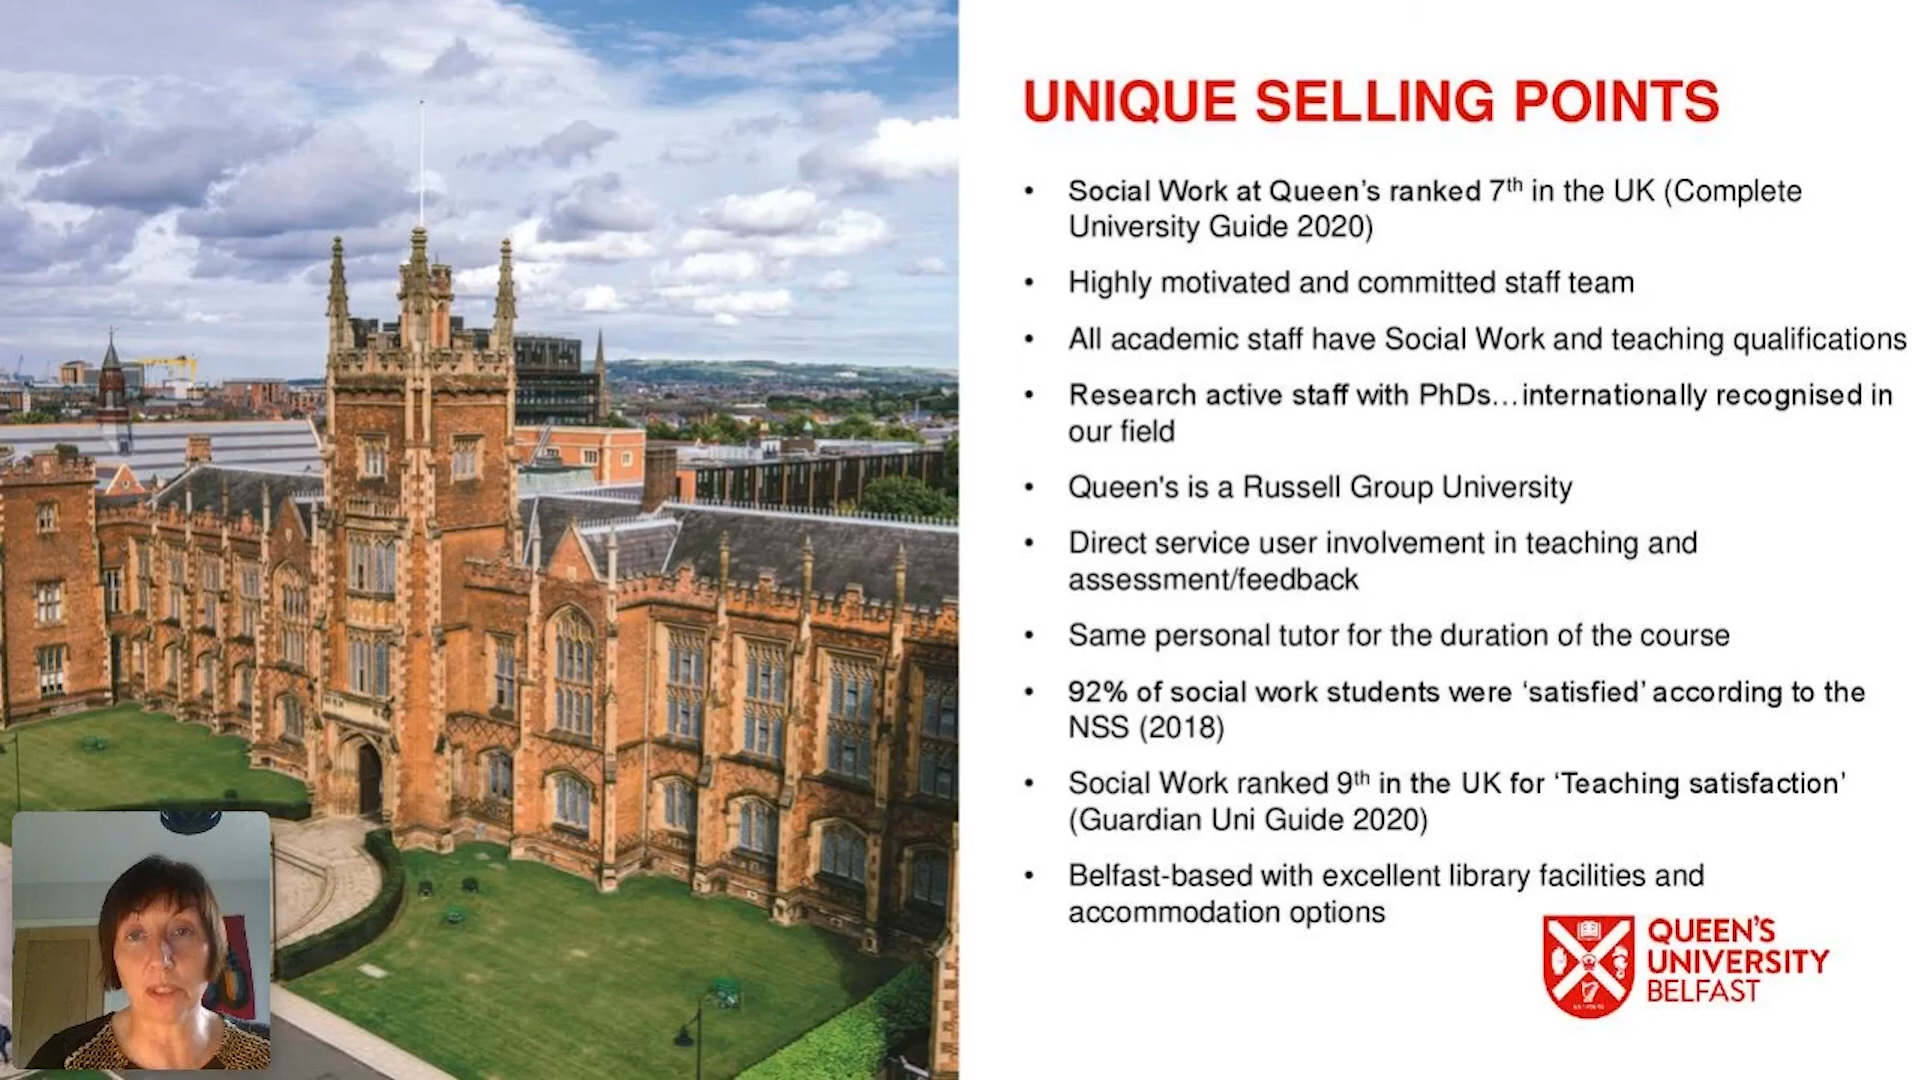 UNIQUE SELLING POINTS
• Social Work at Queen’s ranked 7th in the UK (Complete
University Guide 2020)
• Highly motivated and committed staff team
• All academic staff have Social Work and teaching qualifications
• Research active staff with PhDs…internationally recognised in
our field
• Queen's is a Russell Group University
• Direct service user involvement in teaching and
assessment/feedback
• Same personal tutor for the duration of the course
• 92% of social work students were ‘satisfied’ according to the
NSS (2018)
• Social Work ranked 9th in the UK for ‘Teaching satisfaction’
(Guardian Uni Guide 2020)
• Belfast-based with excellent library facilities and
accommodation options
QUEEN’S
UNIVERSITY
BELFAST